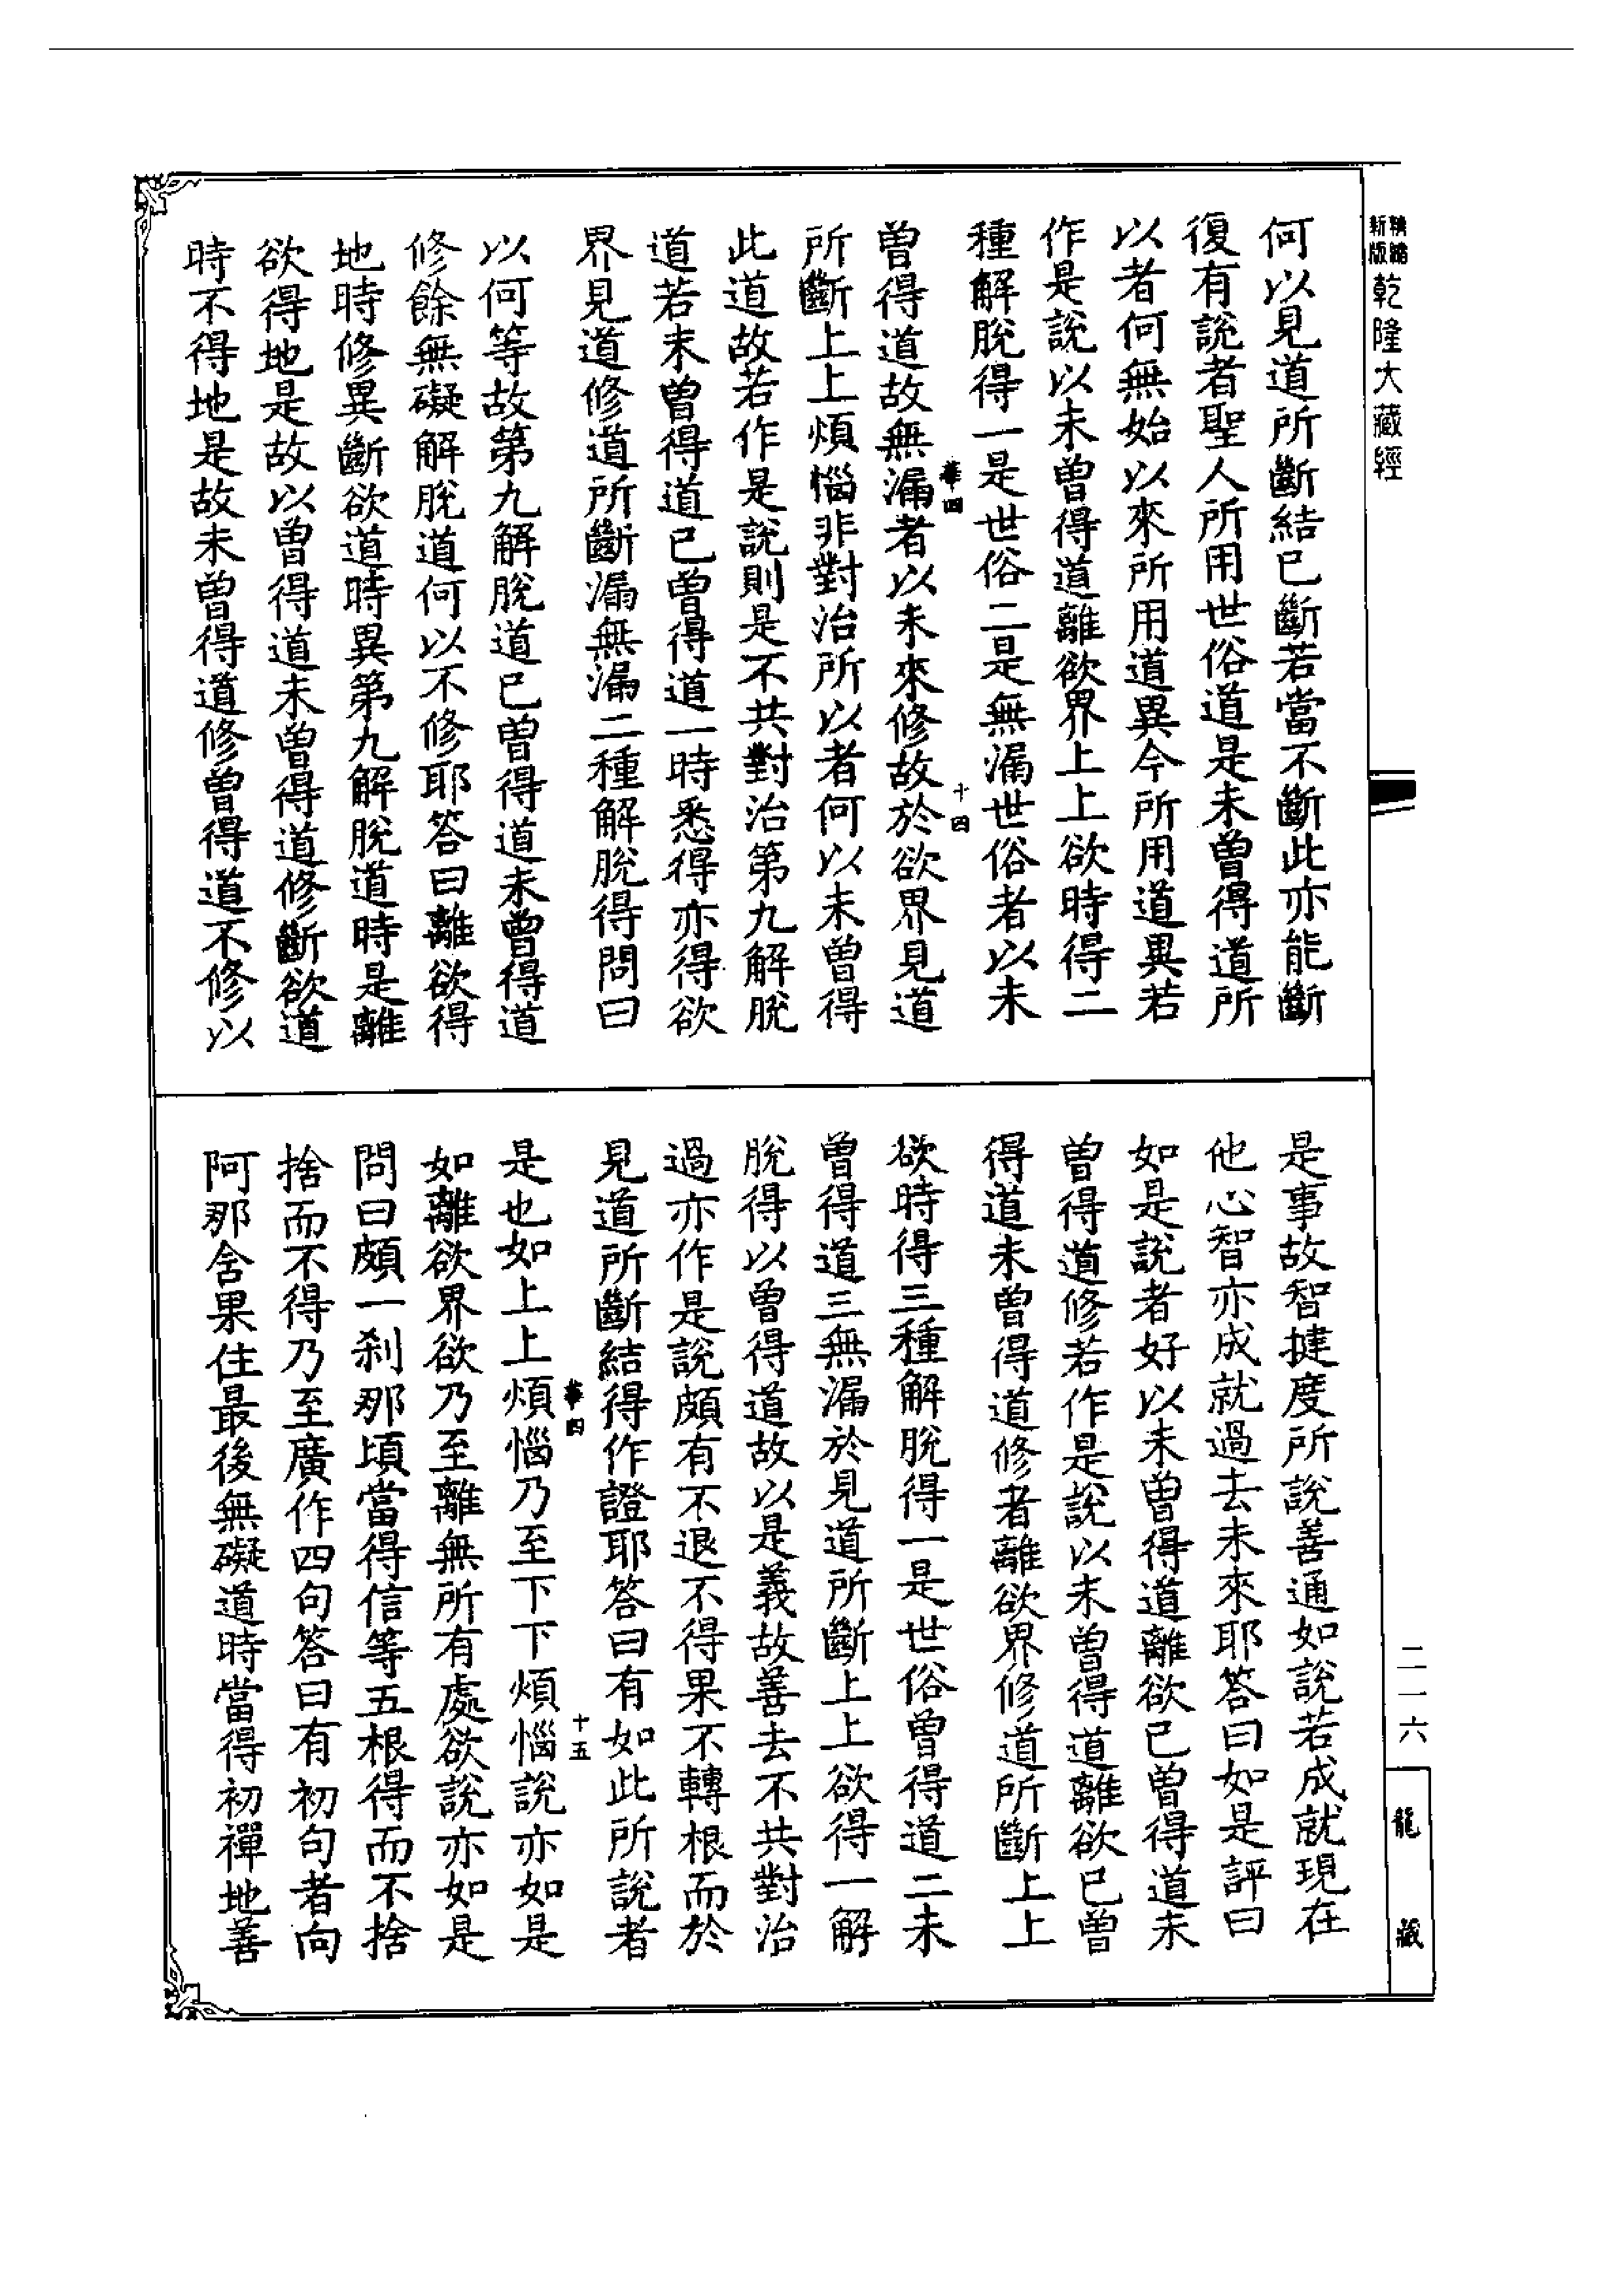 精縮新版
乾隆大藏經
何以見道所斷結已斷若當不斷此亦能斷
復有說者聖人所用世俗道是未曾得道所
以者何無始以來所用道異今所用道異若
作是說以未曾得道離欲界上上欲時得二
種解脫得一是世俗二是無漏世俗者以未
華四
十四
曾得道故無漏者以未來修故於欲界見道
所斷上上煩惱非對治所以者何以未曾得
此道故若作是說則是不共對治第九解脫
道若未曾得道已曾得道一時悉得亦得欲
界見道修道所斷漏無漏二種解脫得問曰
以何等故第九解脫道已曾得道未曾得道
修餘無礙解脫道何以不修耶答曰離欲得
地時修異斷欲道時異第九解脫道時是離
欲得地是故以曾得道未曾得道修斷欲道
時不得地是故未曾得道修曾得道不修以
是事故智揵度所說善通如說若成就現在
他心智亦成就過去未來耶答曰如是評曰
如是說者好以未曾得道離欲已曾得道未
曾得道修若作是說以未曾得道離欲已曾
得道未曾得道修者離欲界修道所斷上上
欲時得三種解脫得一是世俗曾得道二未
曾得道三無漏於見道所斷上上欲得一解
脫得以曾得道故以是義故善去不共對治
過亦作是說頗有不退不得果不轉根而於
見道所斷結得作證耶答曰有如此所說者
華四
十五
是也如上上煩惱乃至下下煩惱說亦如是
如離欲界欲乃至離無所有處欲說亦如是
問曰頗一剎那頃當得信等五根得而不捨
捨而不得乃至廣作四句答曰有初句者向
阿那含果住最後無礙道時當得初禪地善
二一六
龍藏